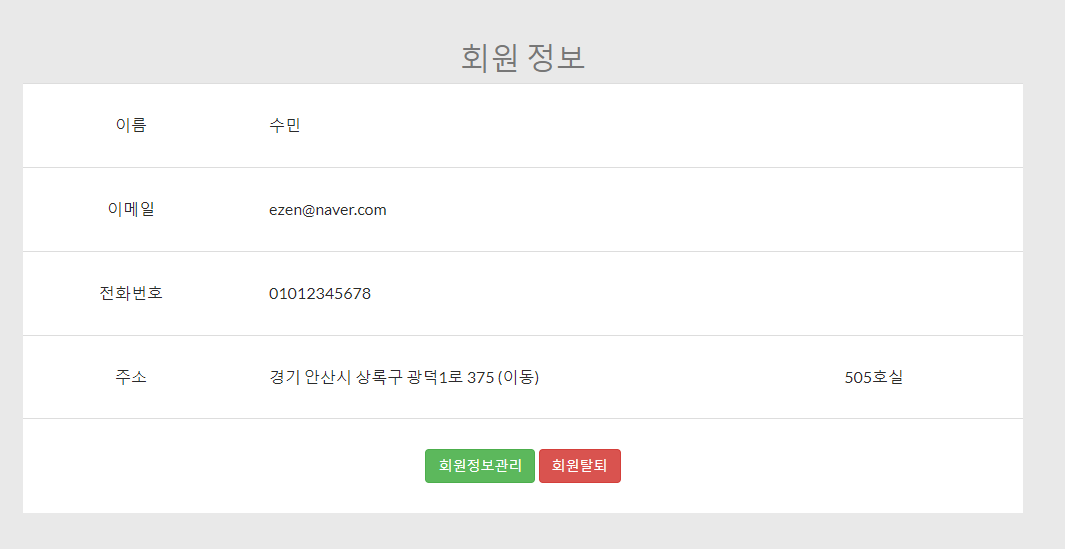 회원 정보
이름 수민
이메일 ezen@naver.com
전화번호 01012345678
주소 경기 안산시 상록구 광덕1로 375 (이동) 505호실
회원정보관리 회원탈퇴